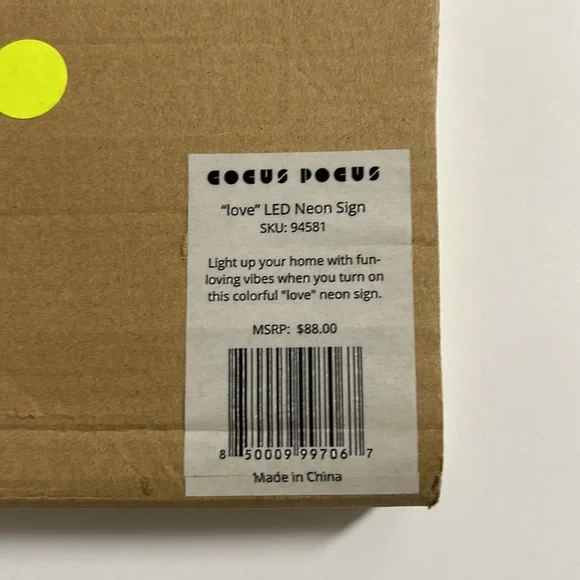 COCUS POCUS
“love” LED Neon Sign
SKU: 94581
Light up your home with fun-
loving vibes when you turn on
this colorful "love" neon sign.
MSRP: $88.00
8 50009 99706 7
Made in China